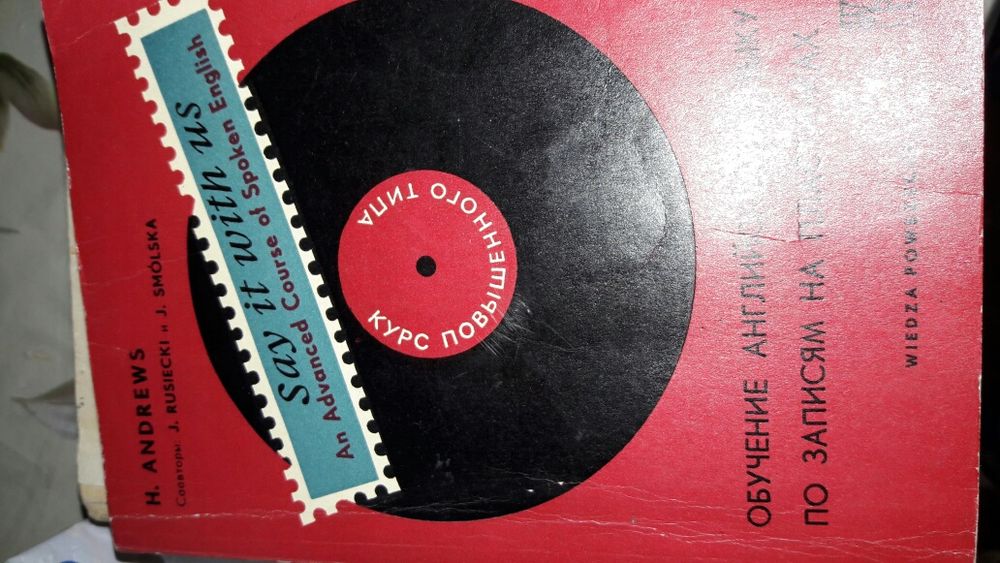 H. ANDREWS
Соавторы: J. RUSIECKI и J. SMÓLSKA
Say it with us
An Advanced Course of Spoken English
КУРС ПОВЫШЕННОГО ТИПА
ОБУЧЕНИЕ
ПО ЗАПИСЯМ НА
WIEDZA